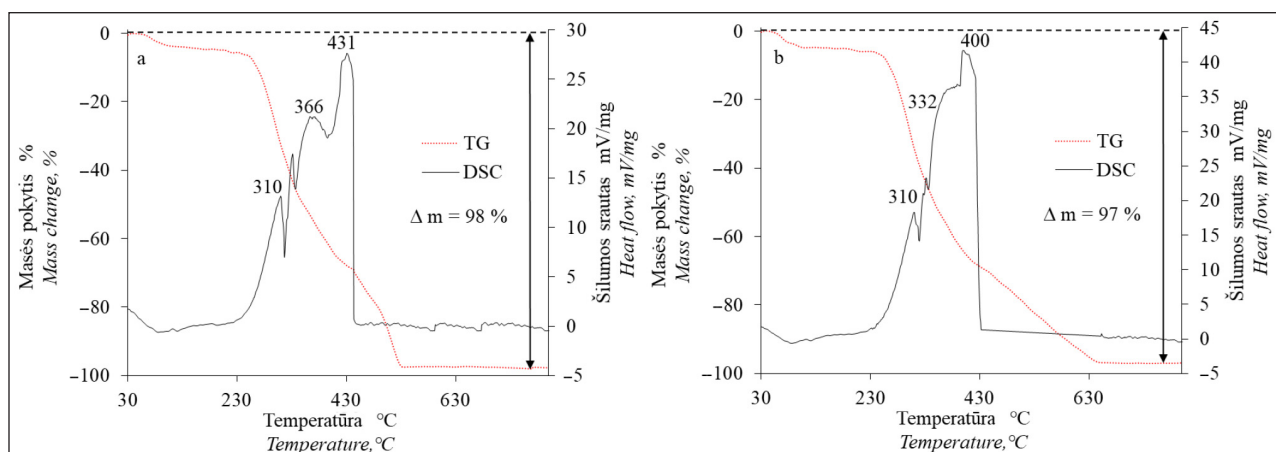 a
0
−20
−40
−60
−80
−100
Masės pokytis %
Mass change, %
30
25
20
15
10
5
0
−5
Šilumos srautas mV/mg
Heat flow, mV/mg
310
366
431
TG
DSC
Δ m = 98 %
30
230
430
630
Temperatūra °C
Temperature,°C
b
0
−20
−40
−60
−80
−100
Masės pokytis %
Mass change, %
45
40
35
30
25
20
15
10
5
0
−5
Šilumos srautas mV/mg
Heat flow, mV/mg
310
332
400
TG
DSC
Δ m = 97 %
30
230
430
630
Temperatūra °C
Temperature,°C